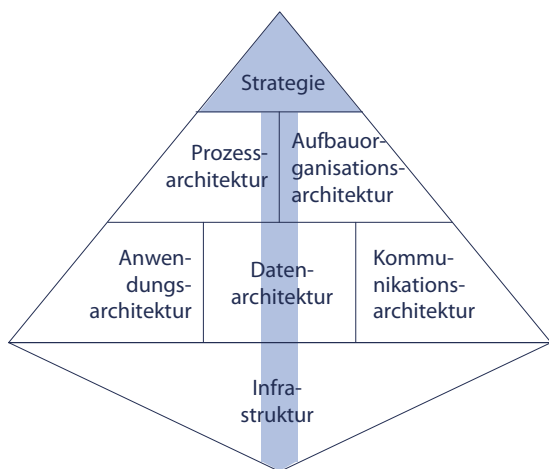 Strategie
Prozess-
architektur
Aufbauor-
ganisations-
architektur
Anwen-
dungs-
architektur
Daten-
architektur
Kommu-
nikations-
architektur
Infra-
struktur